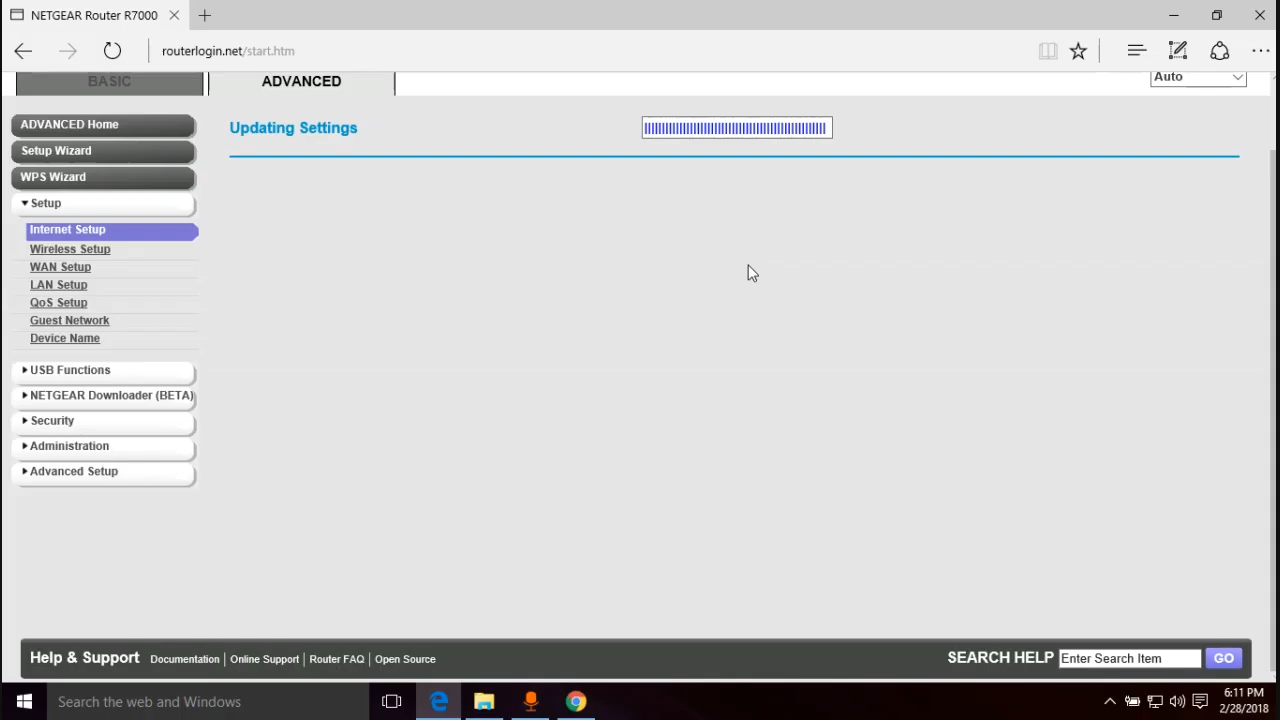 NETGEAR Router R7000
routerlogin.net/start.htm
BASIC
ADVANCED
Auto
ADVANCED Home
Setup Wizard
WPS Wizard
Setup
Internet Setup
Wireless Setup
WAN Setup
LAN Setup
QoS Setup
Guest Network
Device Name
USB Functions
NETGEAR Downloader (BETA)
Security
Administration
Advanced Setup
Updating Settings
Help & Support Documentation | Online Support | Router FAQ | Open Source
SEARCH HELP Enter Search Item GO
Search the web and Windows
6:11 PM
2/28/2018